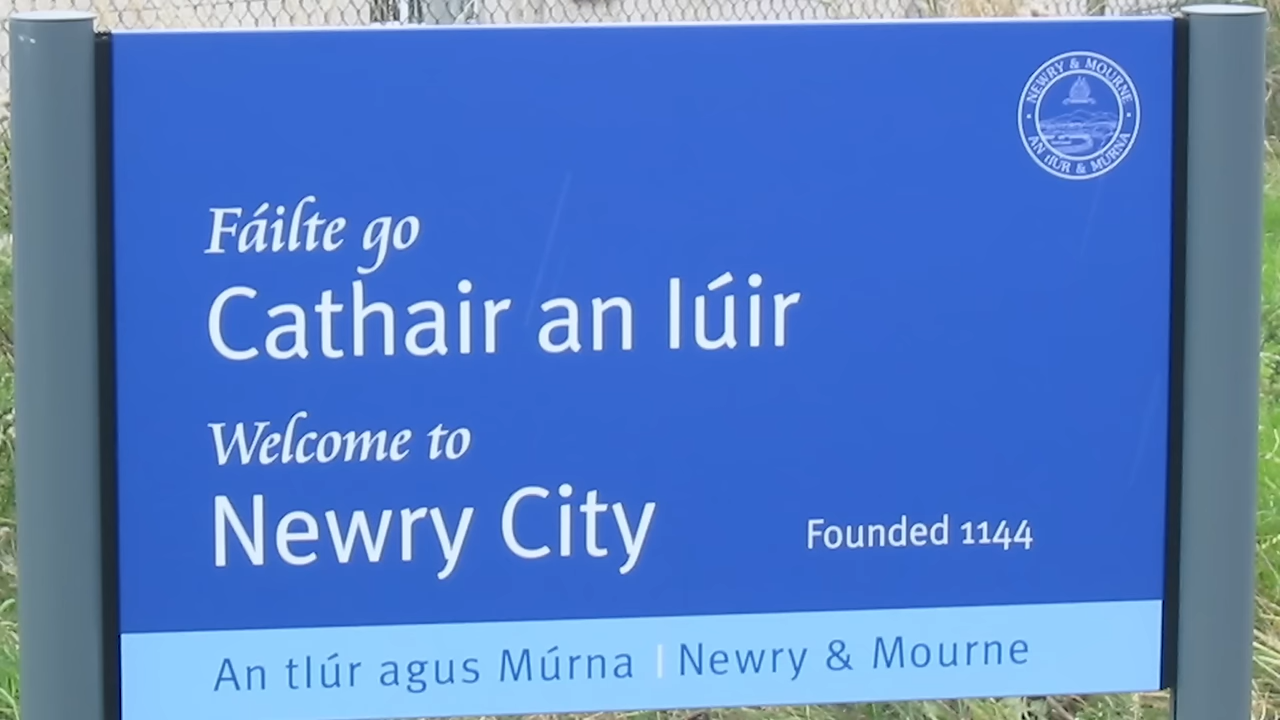 NEWRY & MOURNE
AN tIÚR & MÚRNA
Fáilte go
Cathair an Iúir
Welcome to
Newry City
Founded 1144
An tIúr agus Múrna | Newry & Mourne